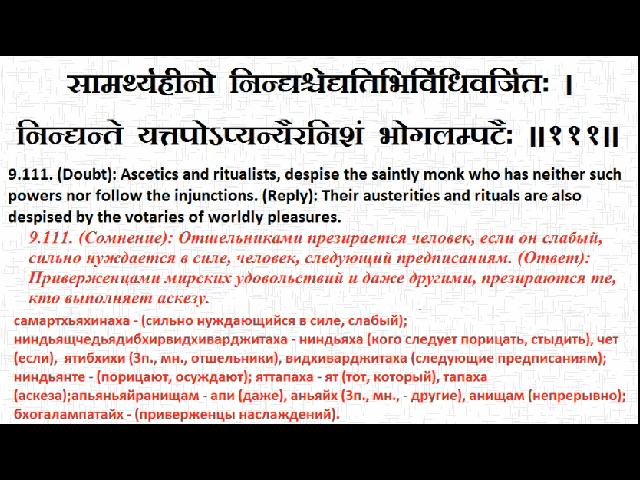 सामर्थ्यहीनो निन्द्यश्चेद्यतिभिर्विधिवर्जितः ।
निन्द्यन्ते यत्तपोऽप्यन्यैरनिशं भोगलम्पटैः ॥१११॥
9.111. (Doubt): Ascetics and ritualists, despise the saintly monk who has neither such
powers nor follow the injunctions. (Reply): Their austerities and rituals are also
despised by the votaries of worldly pleasures.
9.111. (Сомнение): Отшельниками презирается человек, если он слабый,
сильно нуждается в силе, человек, следующий предписаниям. (Ответ):
Приверженцами мирских удовольствий и даже другими, презираются те,
кто выполняет аскезу.
самартхьяхинаха - (сильно нуждающийся в силе, слабый);
ниндьящчедьядибхирвидхиварджитаха - ниндьяха (кого следует порицать, стыдить), чет
(если), ятибхихи (3п., мн., отшельники), видхиварджитаха (следующие предписаниям);
ниндьянте - (порицают, осуждают); яттапаха - ят (тот, который), тапаха
(аскеза);апьяньяйранищам - апи (даже), аньяйх (3п., мн., - другие), анищам (непрерывно);
бхогалампатайх - (приверженцы наслаждений).